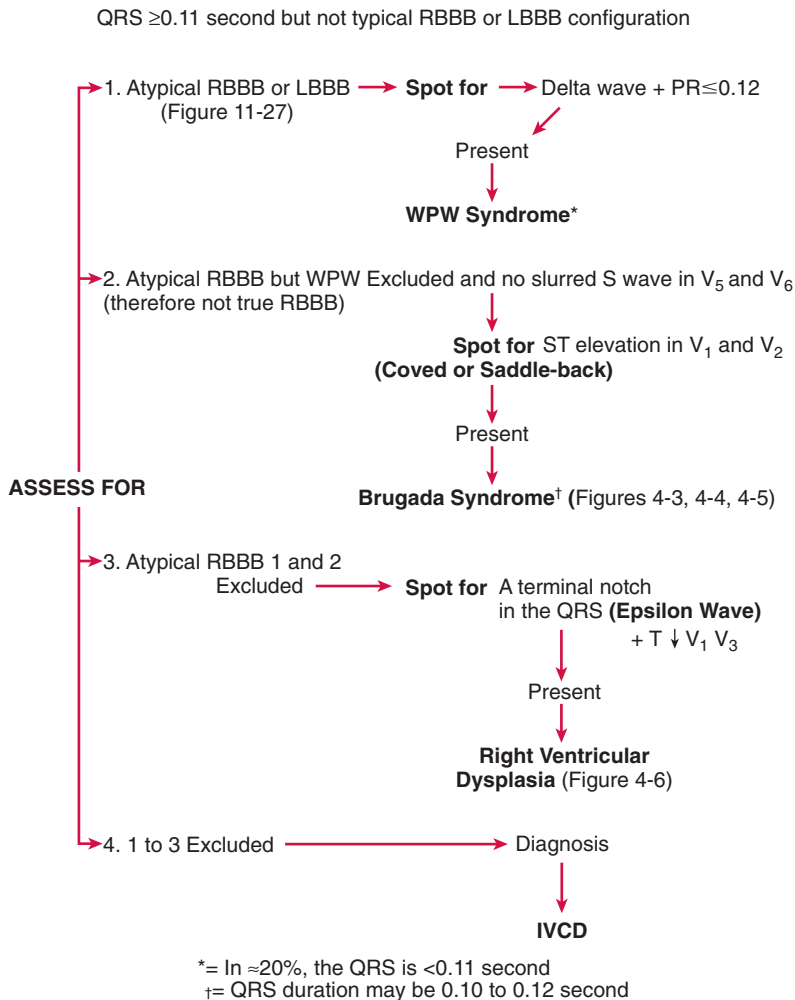 QRS ≥0.11 second but not typical RBBB or LBBB configuration
1. Atypical RBBB or LBBB
(Figure 11-27)
Spot for
Delta wave + PR≤0.12
Present
WPW Syndrome*
2. Atypical RBBB but WPW Excluded and no slurred S wave in V5 and V6
(therefore not true RBBB)
Spot for ST elevation in V1 and V2
(Coved or Saddle-back)
Present
Brugada Syndrome† (Figures 4-3, 4-4, 4-5)
ASSESS FOR
3. Atypical RBBB 1 and 2
Excluded
Spot for A terminal notch
in the QRS (Epsilon Wave)
+ T ↓ V1 V3
Present
Right Ventricular
Dysplasia (Figure 4-6)
4. 1 to 3 Excluded
Diagnosis
IVCD
*= In ≈20%, the QRS is <0.11 second
†= QRS duration may be 0.10 to 0.12 second